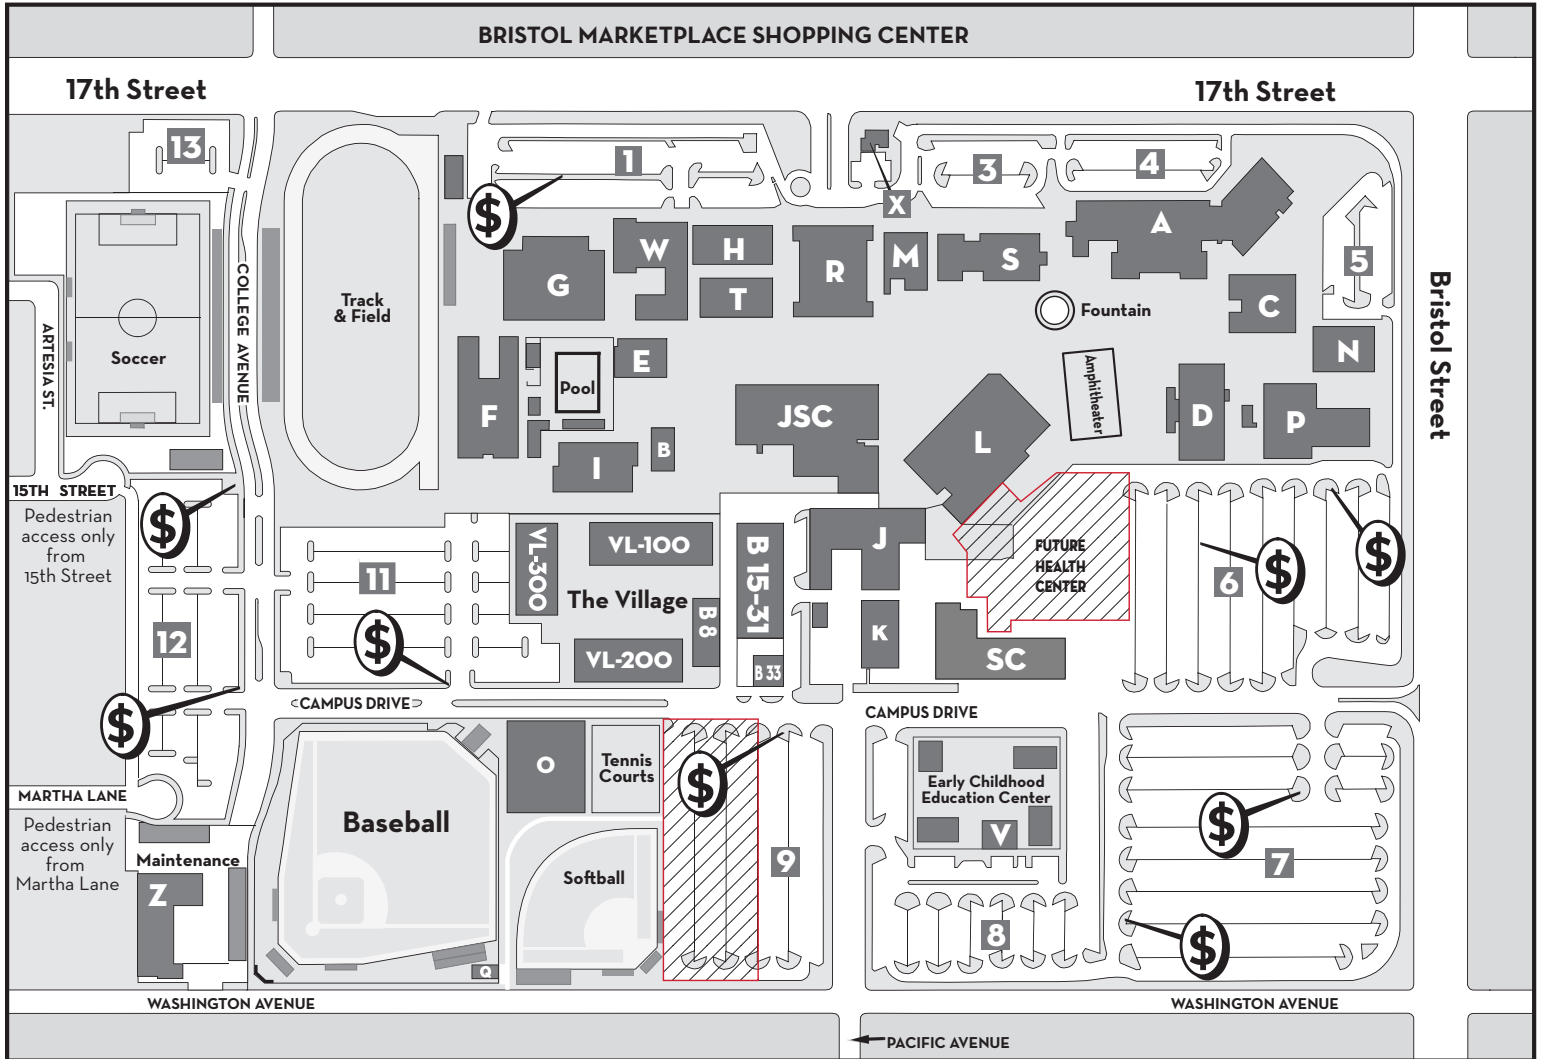 BRISTOL MARKETPLACE SHOPPING CENTER
17th Street
17th Street
13
1
3
4
$
X
A
W
H
R
M
S
G
T
5
C
COLLEGE AVENUE
Track
& Field
Fountain
Bristol Street
ARTESIA ST.
Soccer
E
N
Pool
Amphitheater
F
JSC
D
P
L
B
I
15TH STREET
Pedestrian
access only
from
15th Street
$
VL-300
VL-100
B 15-31
J
FUTURE
HEALTH
CENTER
$
$
6
11
The Village
B 8
12
$
K
VL-200
B 33
SC
$
CAMPUS DRIVE
CAMPUS DRIVE
O
Tennis
Courts
$
Early Childhood
Education Center
MARTHA LANE
Pedestrian
access only
from
Martha Lane
Baseball
V
$
Maintenance
Z
Softball
9
7
8
$
Q
WASHINGTON AVENUE
WASHINGTON AVENUE
PACIFIC AVENUE